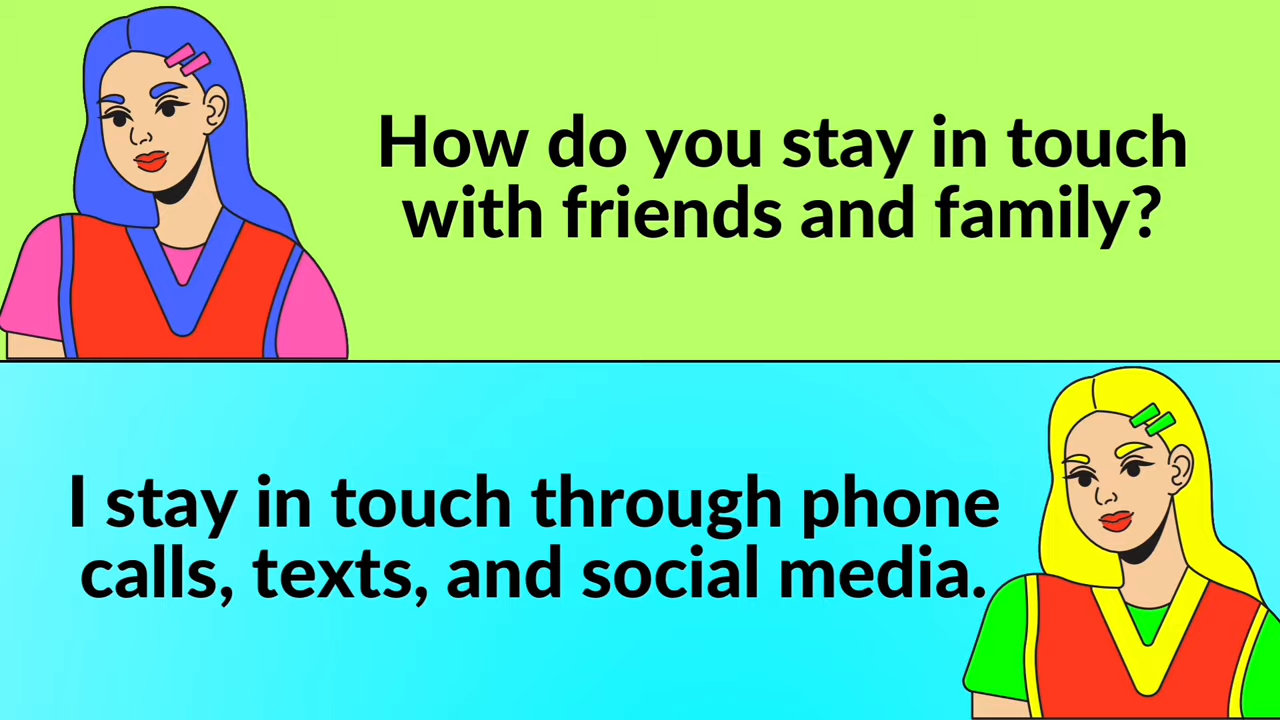 How do you stay in touch
with friends and family?
I stay in touch through phone
calls, texts, and social media.